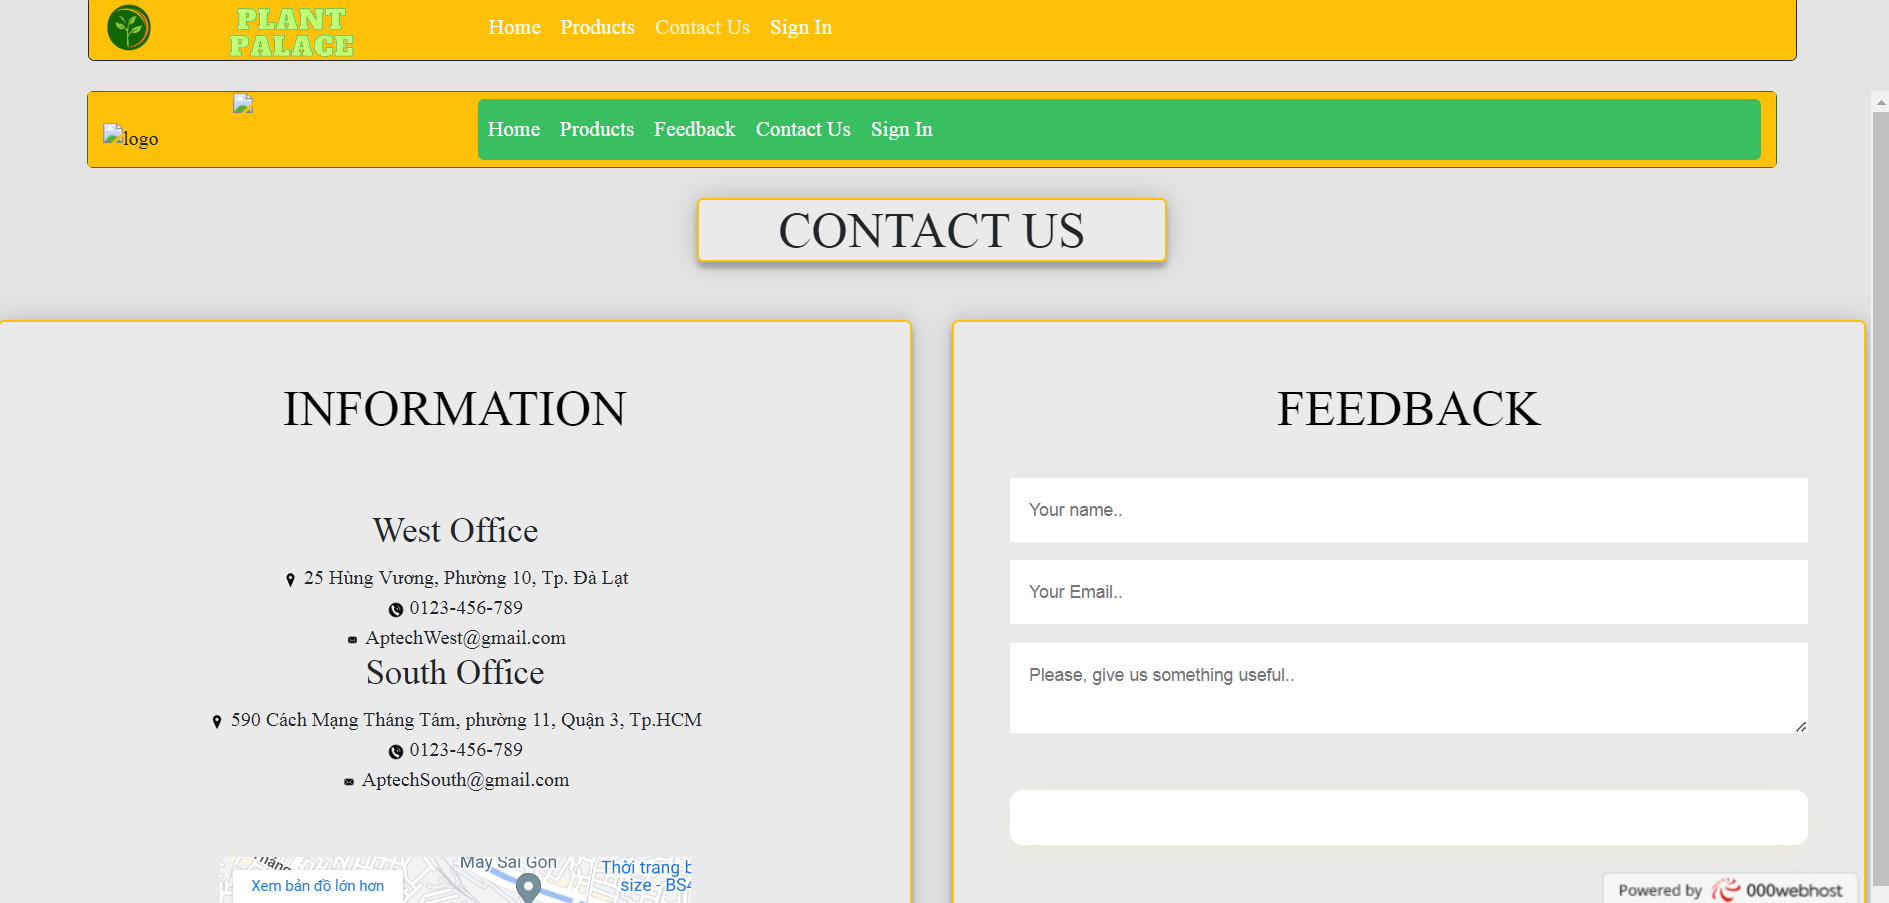 PLANT
PALACE
Home Products Contact Us Sign In
logo
Home Products Feedback Contact Us Sign In
CONTACT US
INFORMATION
West Office
25 Hùng Vương, Phường 10, Tp. Đà Lạt
0123-456-789
AptechWest@gmail.com
South Office
590 Cách Mạng Tháng Tám, phường 11, Quận 3, Tp.HCM
0123-456-789
AptechSouth@gmail.com
May Sai Gon
Thời trang b
size - BS4
Xem bản đồ lớn hơn
FEEDBACK
Your name..
Your Email..
Please, give us something useful..
Powered by 000webhost